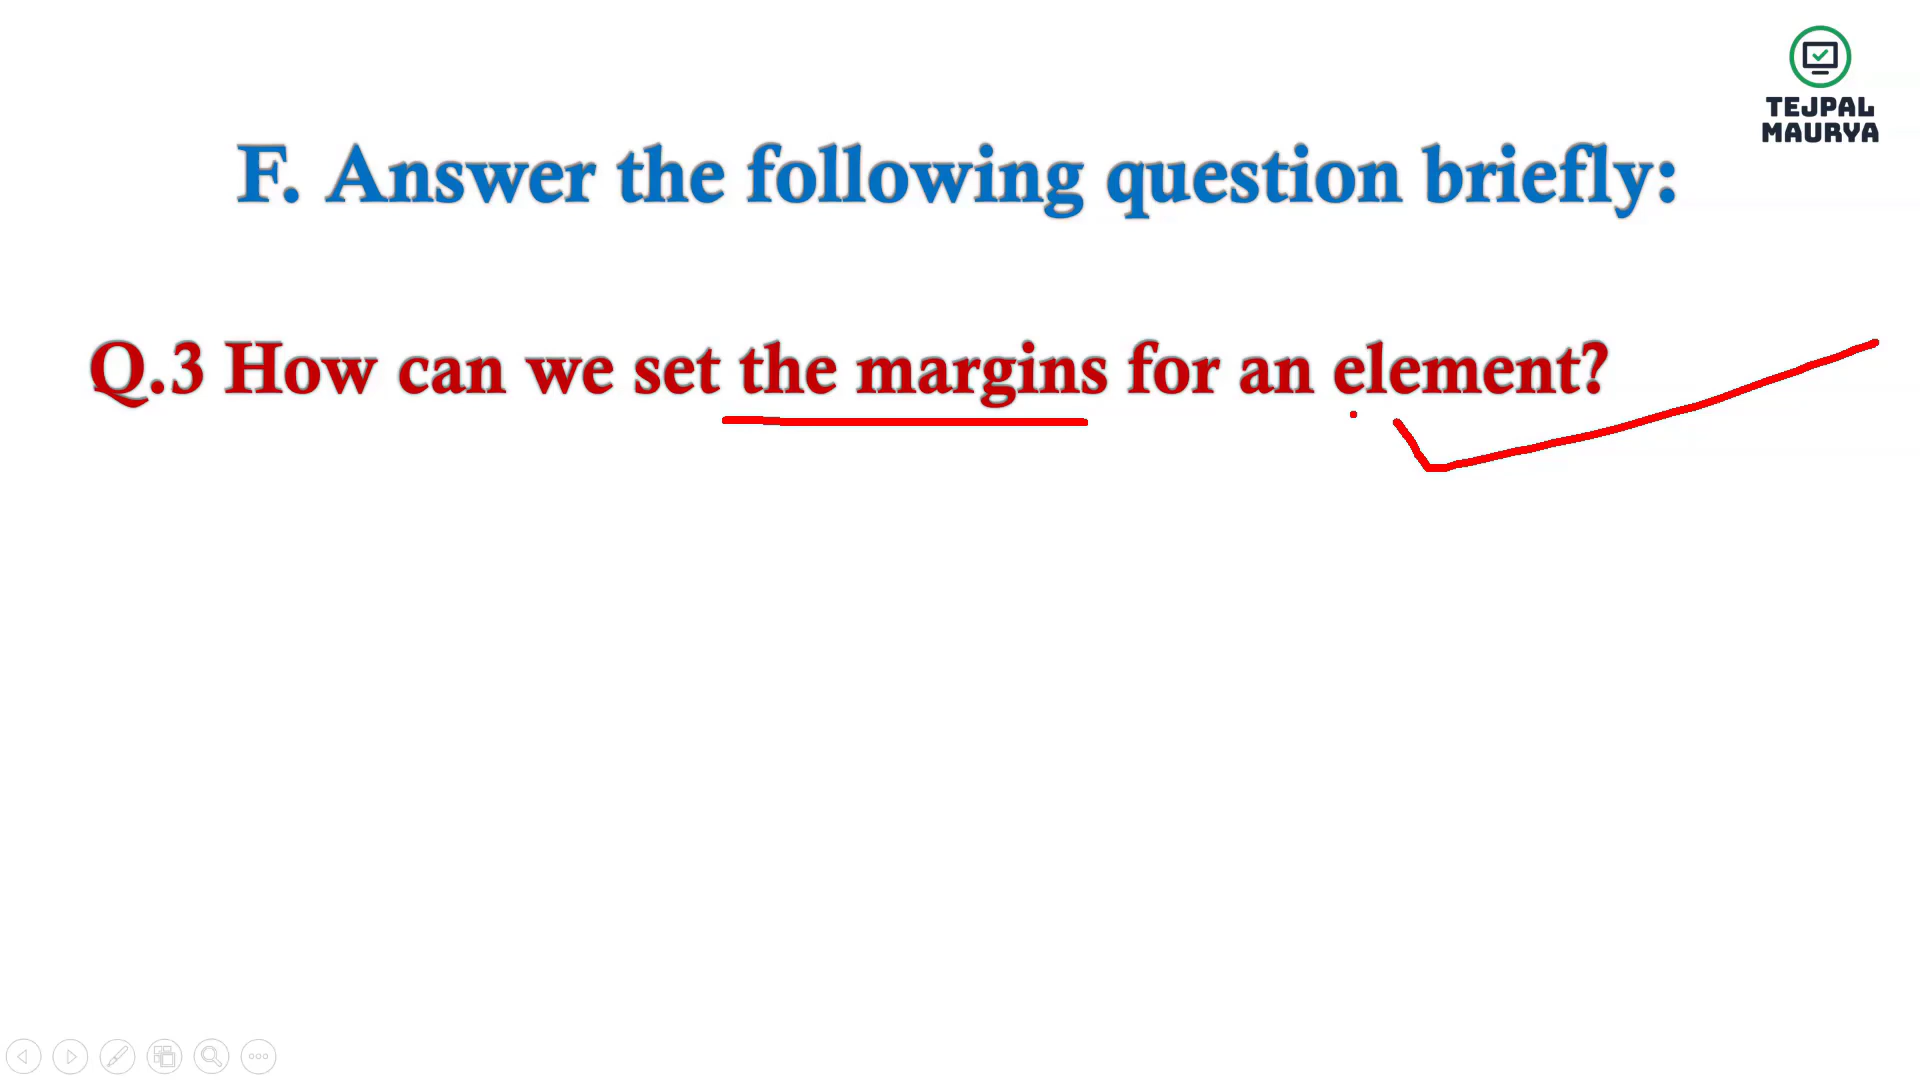 TEJPAL
MAURYA
F. Answer the following question briefly:
Q.3 How can we set the margins for an element?